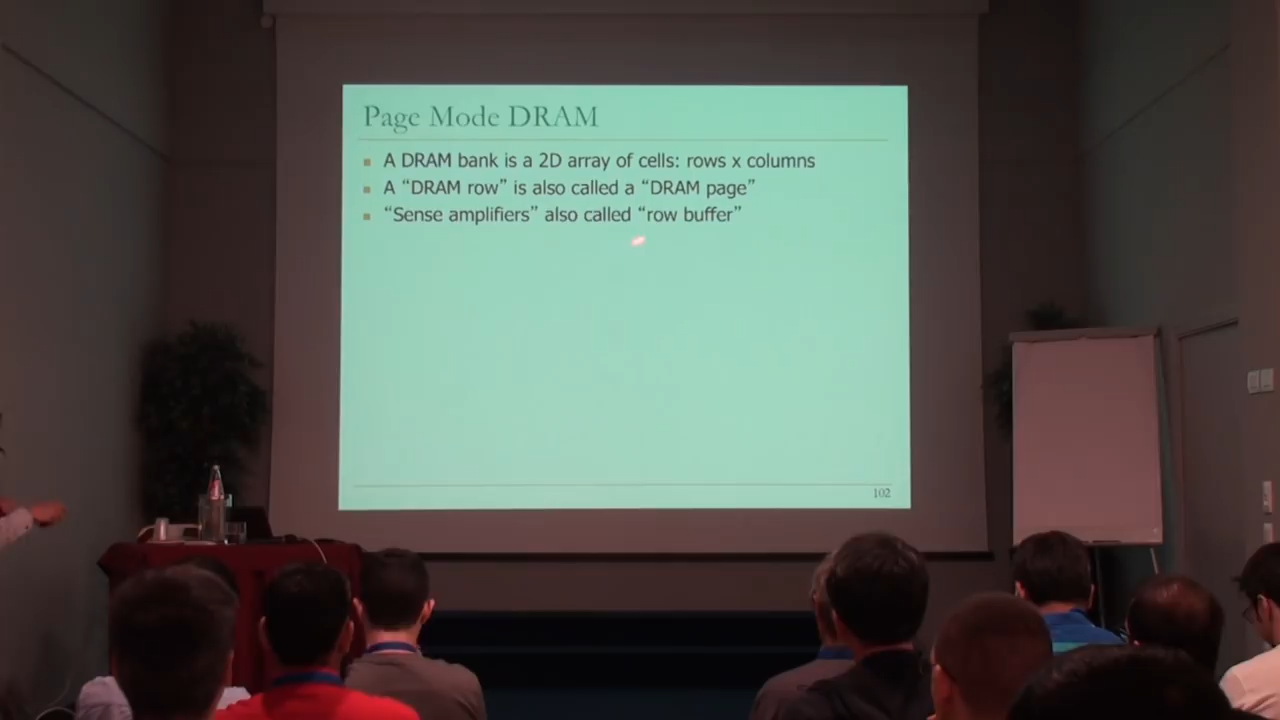 Page Mode DRAM
A DRAM bank is a 2D array of cells: rows x columns
A “DRAM row” is also called a “DRAM page”
“Sense amplifiers” also called “row buffer”
102